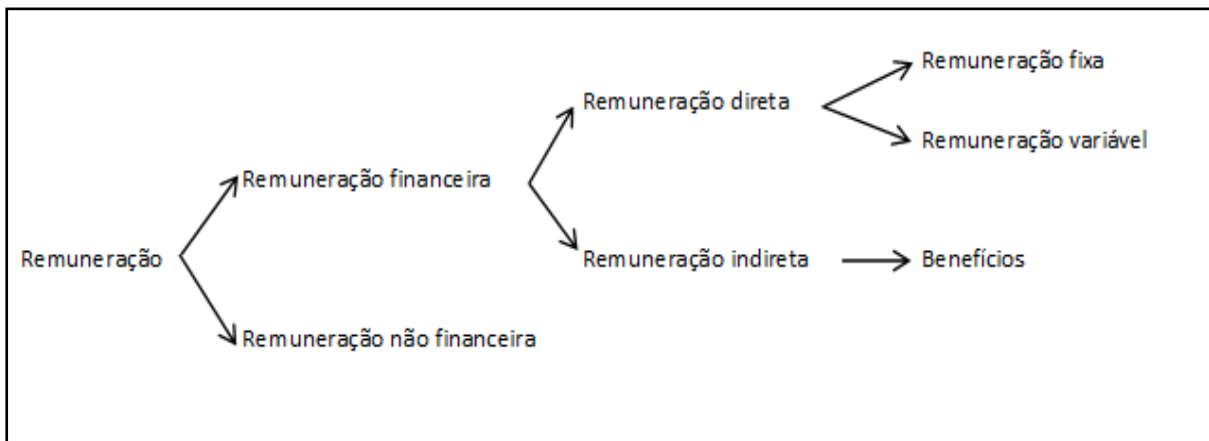 Remuneração fixa
Remuneração direta
Remuneração variável
Remuneração financeira
Remuneração
Remuneração indireta
Benefícios
Remuneração não financeira